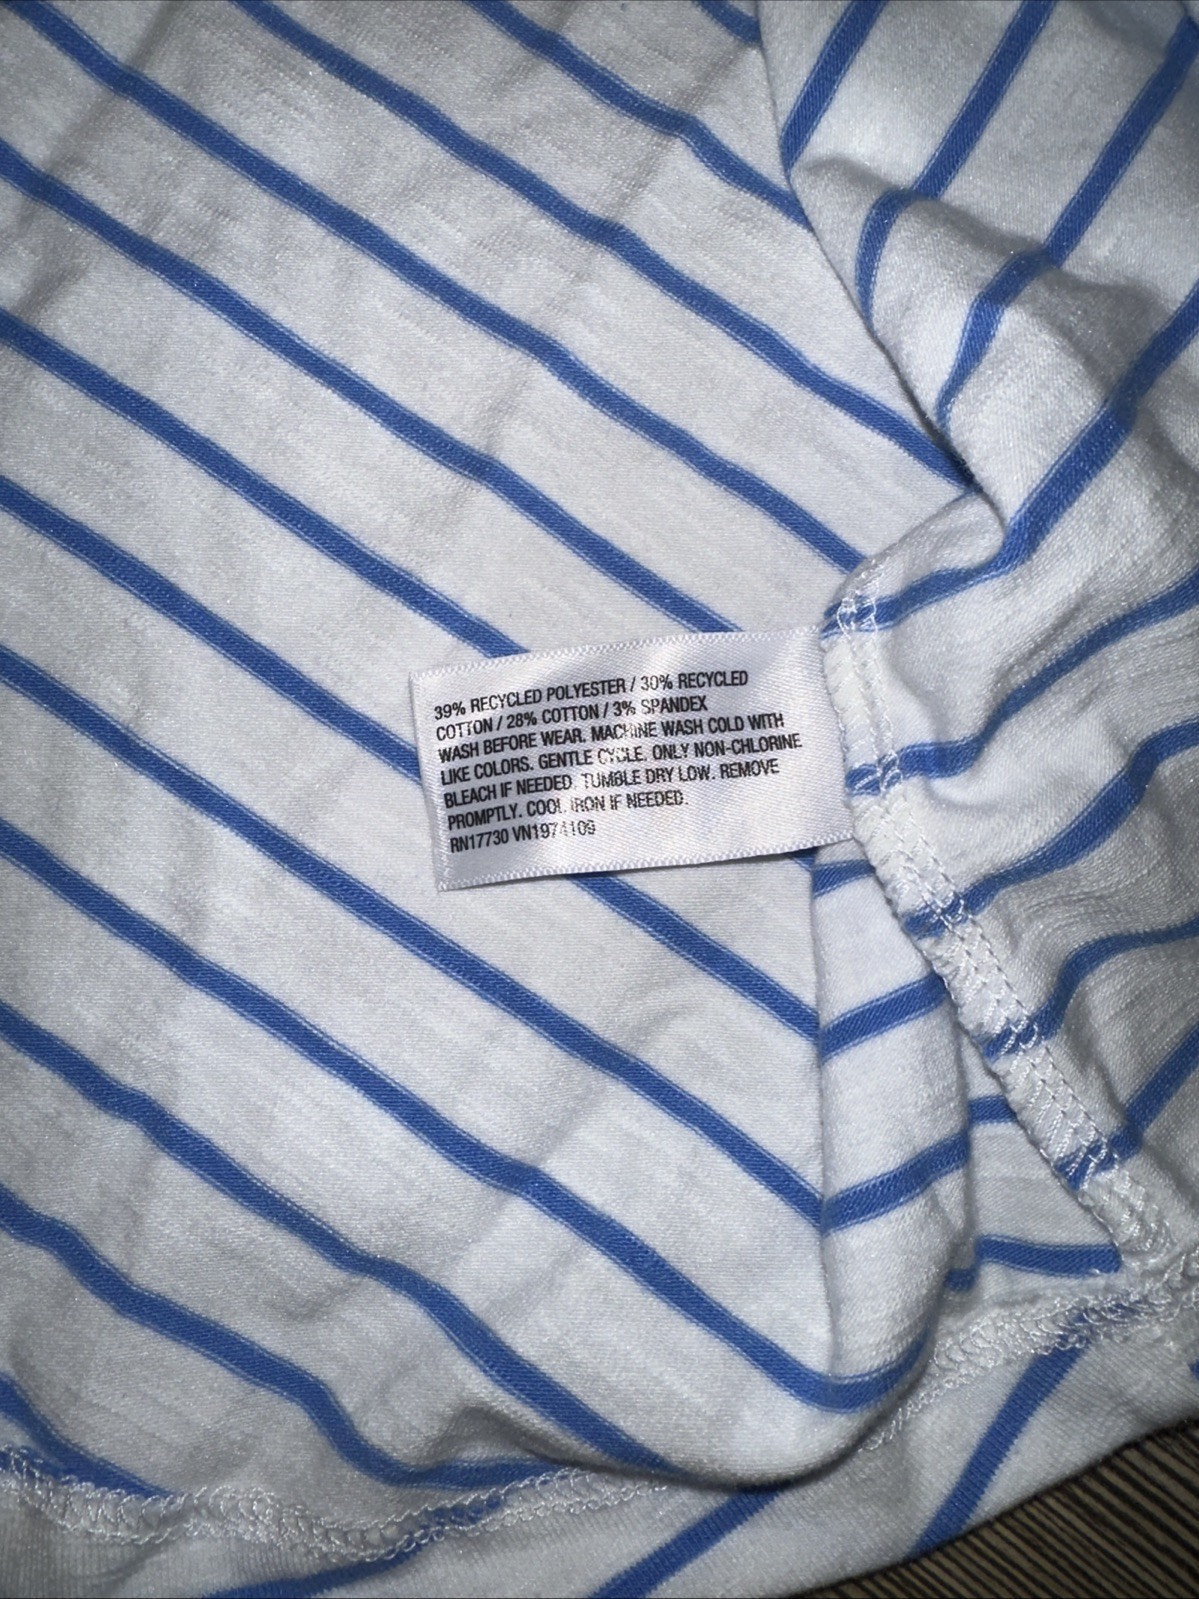 39% RECYCLED POLYESTER / 30% RECYCLED
COTTON / 28% COTTON / 3% SPANDEX
WASH BEFORE WEAR. MACHINE WASH COLD WITH
LIKE COLORS. GENTLE CYCLE. ONLY NON-CHLORINE
BLEACH IF NEEDED. TUMBLE DRY LOW. REMOVE
PROMPTLY. COOL IRON IF NEEDED.
RN17730 VN1974109